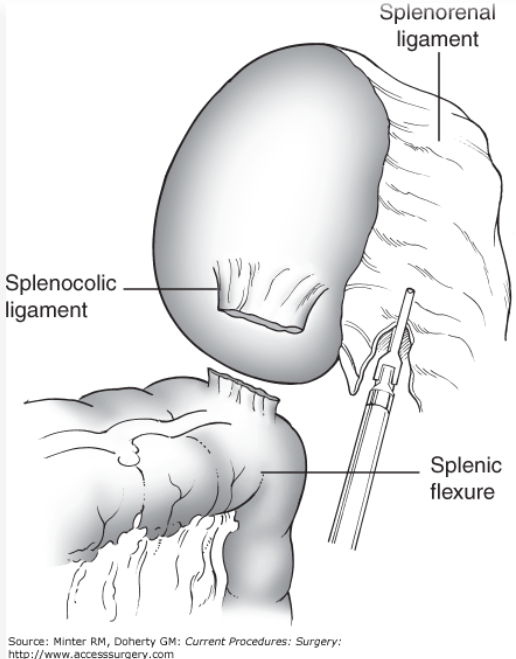 Splenorenal
ligament
Splenocolic
ligament
Splenic
flexure
Source: Minter RM, Doherty GM: Current Procedures: Surgery:
http://www.accesssurgery.com